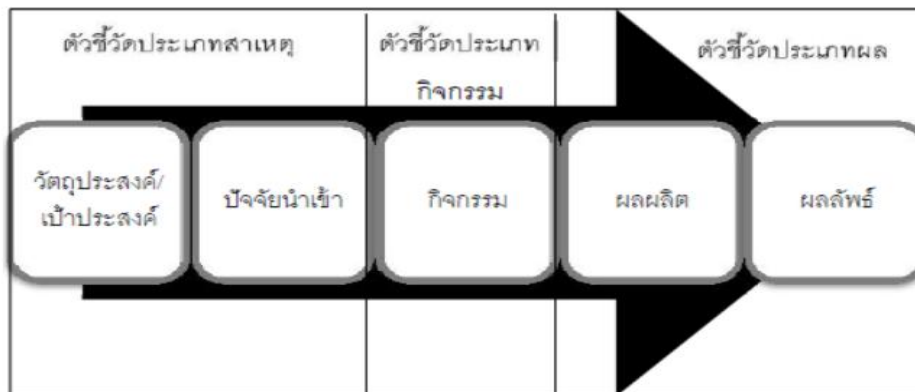 ตัวชี้วัดประเภทสาเหตุ
ตัวชี้วัดประเภท
กิจกรรม
ตัวชี้วัดประเภทผล
วัตถุประสงค์/
เป้าประสงค์
ปัจจัยนำเข้า
กิจกรรม
ผลผลิต
ผลลัพธ์